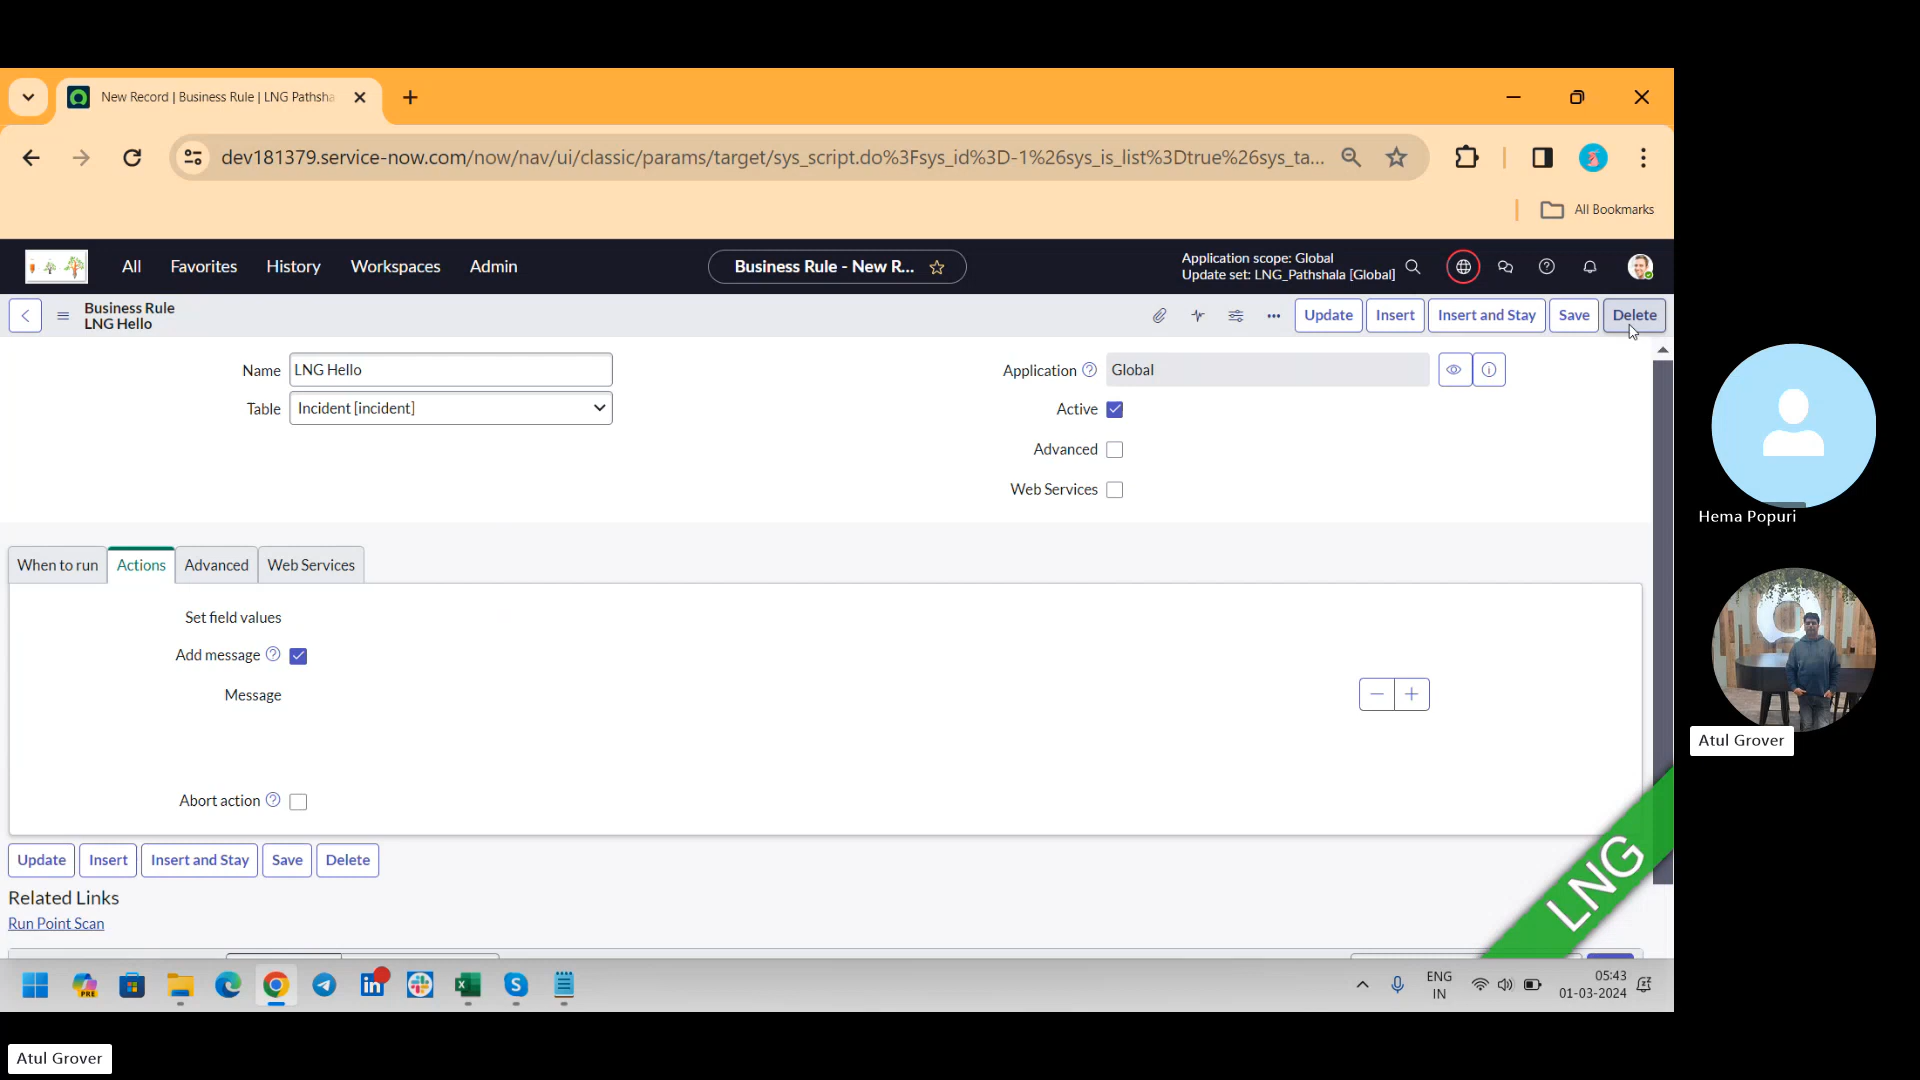 New Record | Business Rule | LNG Pathsha
dev181379.service-now.com/now/nav/ui/classic/params/target/sys_script.do%3Fsys_id%3D-1%26sys_is_list%3Dtrue%26sys_ta...
All Bookmarks
All
Favorites
History
Workspaces
Admin
Business Rule - New R...
Application scope: Global
Update set: LNG_Pathshala [Global]
Business Rule
LNG Hello
Update
Insert
Insert and Stay
Save
Delete
Name
LNG Hello
Application
Global
Table
Incident [incident]
Active
Advanced
Web Services
When to run
Actions
Advanced
Web Services
Set field values
Add message
Message
Abort action
Update
Insert
Insert and Stay
Save
Delete
Related Links
Run Point Scan
LNG
PRE
ENG
IN
05:43
01-03-2024
Hema Popuri
Atul Grover
Atul Grover